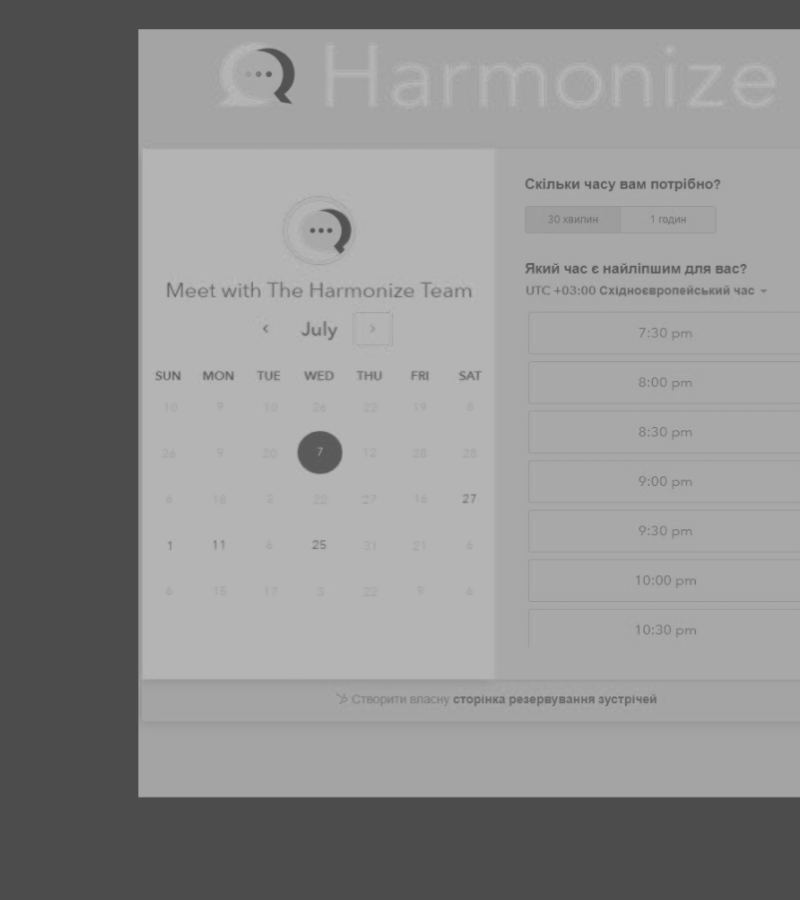 Harmonize
Meet with The Harmonize Team
July
SUN MON TUE WED THU FRI SAT
10 9 10 26 22 19 8
26 9 20 7 12 28 28
6 18 2 22 27 16 27
1 11 6 25 31 21 6
6 15 17 3 22 9 6
Скільки часу вам потрібно?
30 хвилин 1 годин
Який час є найліпшим для вас?
UTC +03:00 Східноєвропейський час
7:30 pm
8:00 pm
8:30 pm
9:00 pm
9:30 pm
10:00 pm
10:30 pm
Створити власну сторінка резервування зустрічей